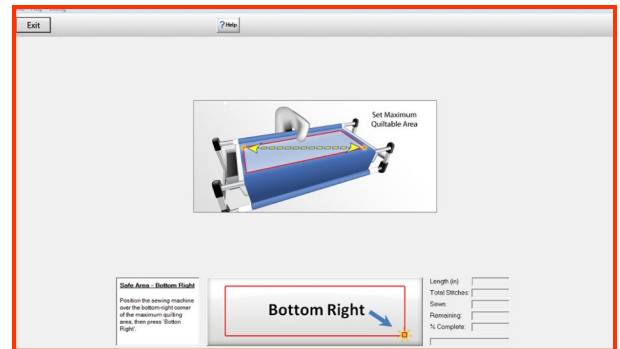 Exit
?Help
Set Maximum
Quiltable Area
Safe Area - Bottom Right
Position the sewing machine
over the bottom-right corner
of the maximum quilting
area, then press 'Botton
Right'.
Bottom Right
Length (in)
Total Stitches:
Sewn:
Remaining:
% Complete: